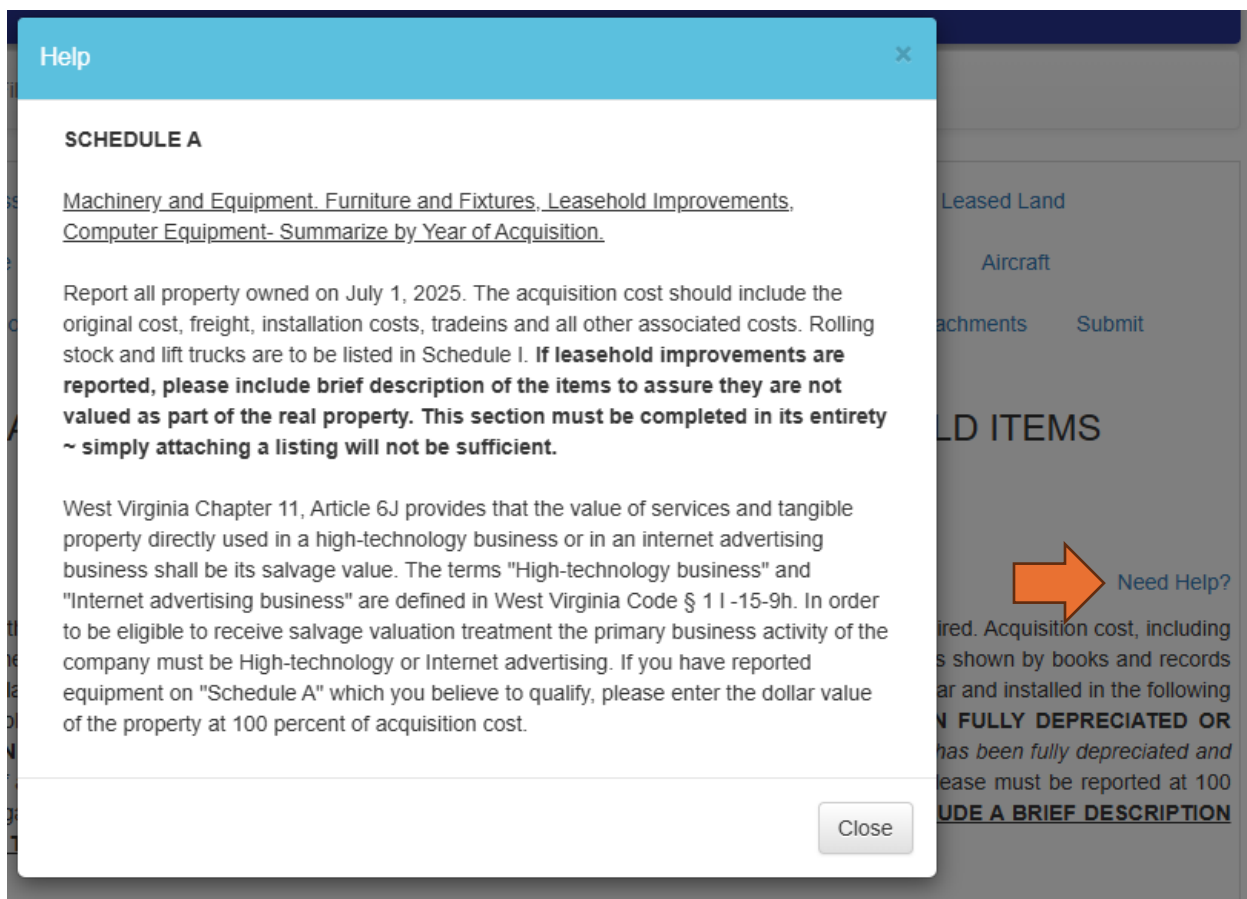 Help ×
SCHEDULE A
Machinery and Equipment. Furniture and Fixtures, Leasehold Improvements,
Computer Equipment- Summarize by Year of Acquisition.
Report all property owned on July 1, 2025. The acquisition cost should include the
original cost, freight, installation costs, tradeins and all other associated costs. Rolling
stock and lift trucks are to be listed in Schedule I. If leasehold improvements are
reported, please include brief description of the items to assure they are not
valued as part of the real property. This section must be completed in its entirety
~ simply attaching a listing will not be sufficient.
West Virginia Chapter 11, Article 6J provides that the value of services and tangible
property directly used in a high-technology business or in an internet advertising
business shall be its salvage value. The terms "High-technology business" and
"Internet advertising business" are defined in West Virginia Code § 1 I -15-9h. In order
to be eligible to receive salvage valuation treatment the primary business activity of the
company must be High-technology or Internet advertising. If you have reported
equipment on "Schedule A" which you believe to qualify, please enter the dollar value
of the property at 100 percent of acquisition cost.
Close
Leased Land
Aircraft
achments Submit
LD ITEMS
Need Help?
ired. Acquisition cost, including
s shown by books and records
ar and installed in the following
N FULLY DEPRECIATED OR
has been fully depreciated and
lease must be reported at 100
UDE A BRIEF DESCRIPTION